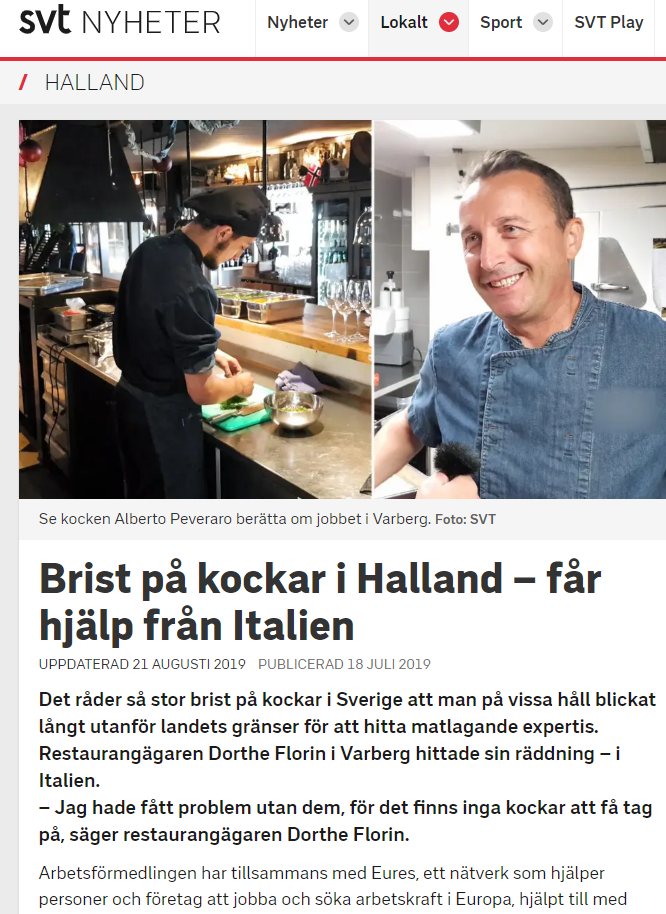 svt NYHETER
Nyheter
Lokalt
Sport
SVT Play
/ HALLAND
Se kocken Alberto Peveraro berätta om jobbet i Varberg. Foto: SVT
Brist på kockar i Halland – får
hjälp från Italien
UPPDATERAD 21 AUGUSTI 2019 PUBLICERAD 18 JULI 2019
Det råder så stor brist på kockar i Sverige att man på vissa håll blickat
långt utanför landets gränser för att hitta matlagande expertis.
Restaurangägaren Dorthe Florin i Varberg hittade sin räddning – i
Italien.
– Jag hade fått problem utan dem, för det finns inga kockar att få tag
på, säger restaurangägaren Dorthe Florin.
Arbetsförmedlingen har tillsammans med Eures, ett nätverk som hjälper
personer och företag att jobba och söka arbetskraft i Europa, hjälpt till med